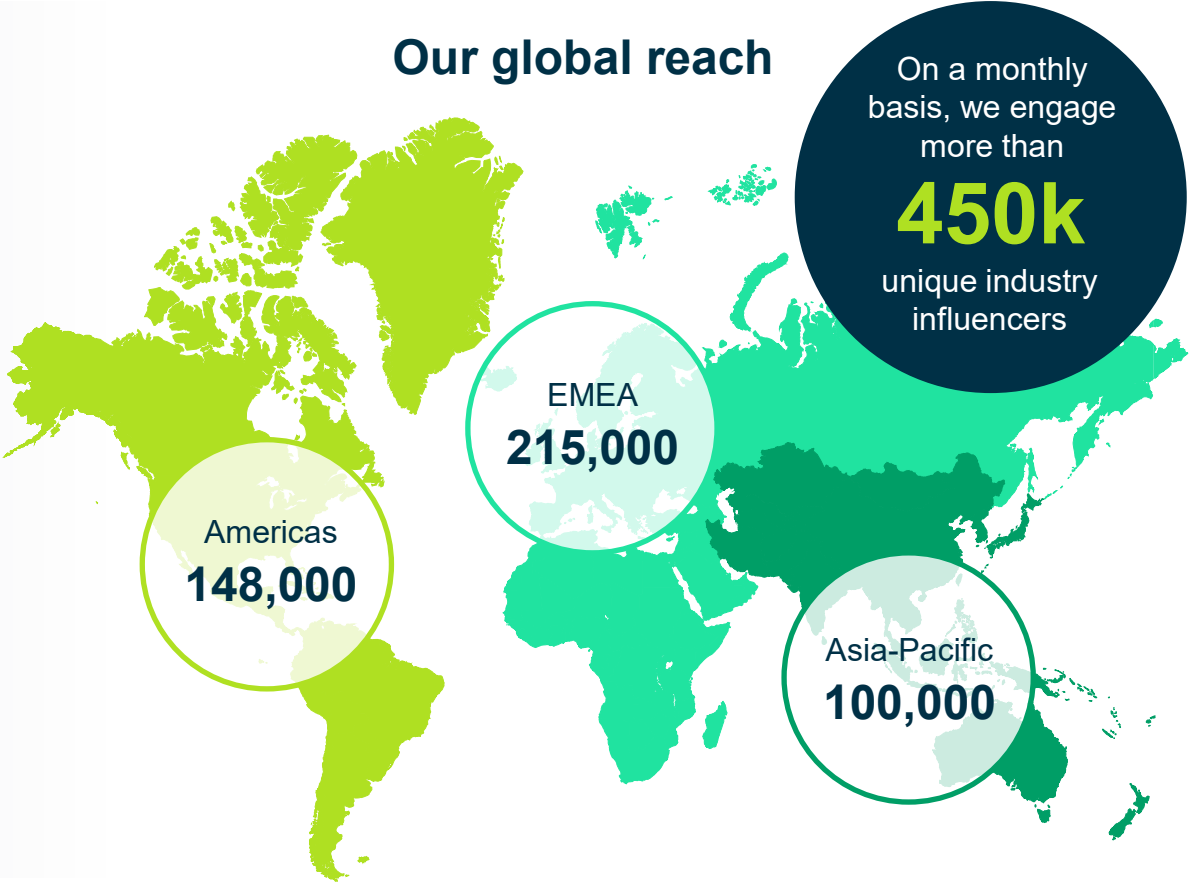 Our global reach
On a monthly
basis, we engage
more than
450k
unique industry
influencers
EMEA
215,000
Americas
148,000
Asia-Pacific
100,000